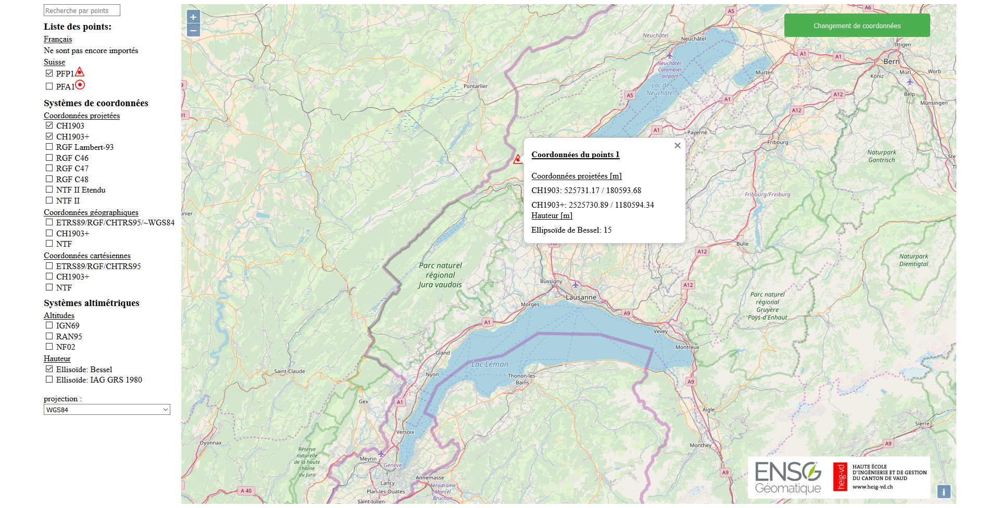 Recherche par points
Liste des points:
Français
Ne sont pas encore importés
Suisse
PFP1
PFA1
Systèmes de coordonnées
Coordonnées projetées
CH1903
CH1903+
RGF Lambert-93
RGF C46
RGF C47
RGF C48
NTF II Etendu
NTF II
Coordonnées géographiques
ETRS89/RGF/CHTRS95/~WGS84
CH1903+
NTF
Coordonnées cartésiennes
ETRS89/RGF/CHTRS95
CH1903+
NTF
Systèmes altimétriques
Altitudes
IGN69
RAN95
NF02
Hauteur
Ellisoïde: Bessel
Ellisoïde: IAG GRS 1980
projection :
WGS84
+
−
Changement de coordonnées
A5
A6
Neuchâtel
Neuchâtel
Ittigen
A1
A1
Bern
Neuchâtel-
Colombier
airport
Murten
Muri
Worb
Köniz
Pontarlier
Lac de
Neuchâtel
A5
A1
A12
Belp
Münsingen
9
91
A12
A1
Payerne
Fribourg
Naturpark
Gantrisch
Ste
Th
Coordonnées du points 1
Coordonnées projetées [m]
CH1903: 525731.17 / 180593.68
CH1903+: 2525730.89 / 1180594.34
Hauteur [m]
Ellipsoïde de Bessel: 15
Fribourg/Freiburg
unier
Bulle
A12
Naturpark
Diemtigtal
Parc naturel
régional
Jura vaudois
Bussigny
Lausanne
Morges
A12
Parc naturel
régional
Gruyère
Pays-d'Enhaut
A9
A1
Vevey
Montreux
Gland
Lac Léman
Nyon
Saint-Claude
Thonon-les-
Bains
A9
Gex
A1
Aigle
Versoix
Sierre
Oyonnax
Monthey
A9
Réserve
naturelle
de la haute
chaîne
du Jura
Meyrin
Genève
A9
Annemasse
Lancy
Plan-les-Ouates
Aérodrome
Marcel
Bruchon
A 40
Saint-Julien-
ENSG
Géomatique
heig-vd
HAUTE ÉCOLE
D'INGÉNIERIE ET DE GESTION
DU CANTON DE VAUD
www.heig-vd.ch
i